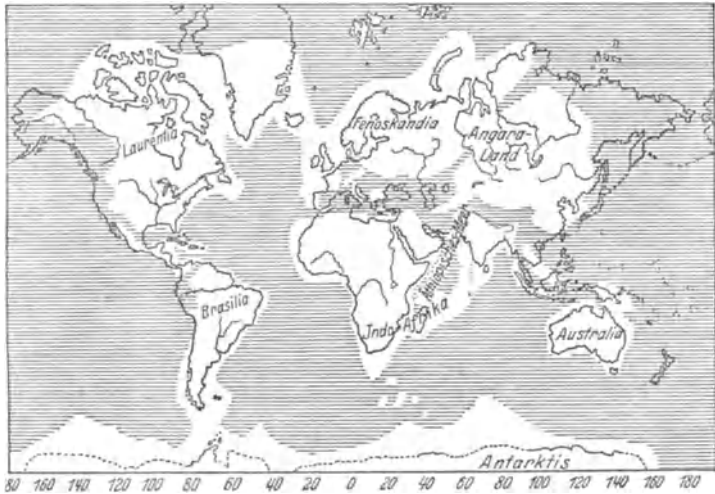 Laurentia
Fenoskandia
Angara-
Land
Brasilia
Indo Afrika
Australia
Antarktis
80 160 140 120 100 80 60 40 20 0 20 40 60 80 100 120 140 160 180